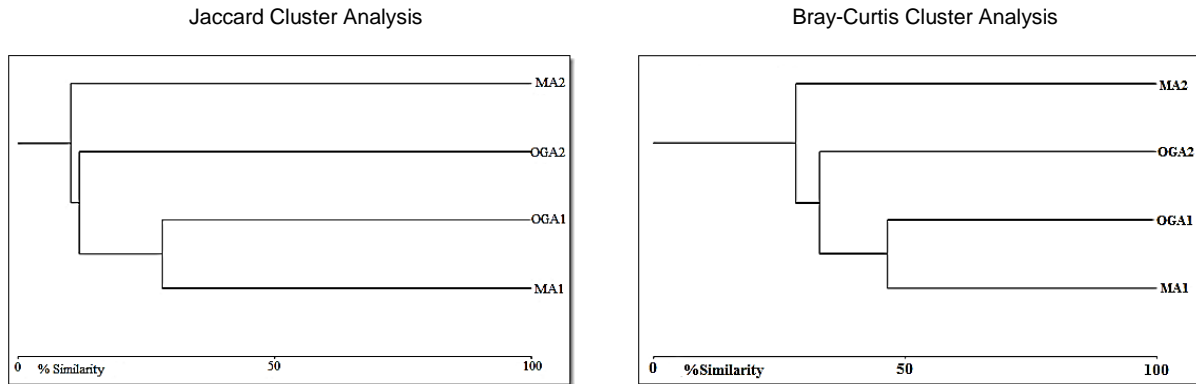 Jaccard Cluster Analysis
MA2
OGA2
OGA1
MA1
0 % Similarity 50 100
Bray-Curtis Cluster Analysis
MA2
OGA2
OGA1
MA1
0 %Similarity 50 100